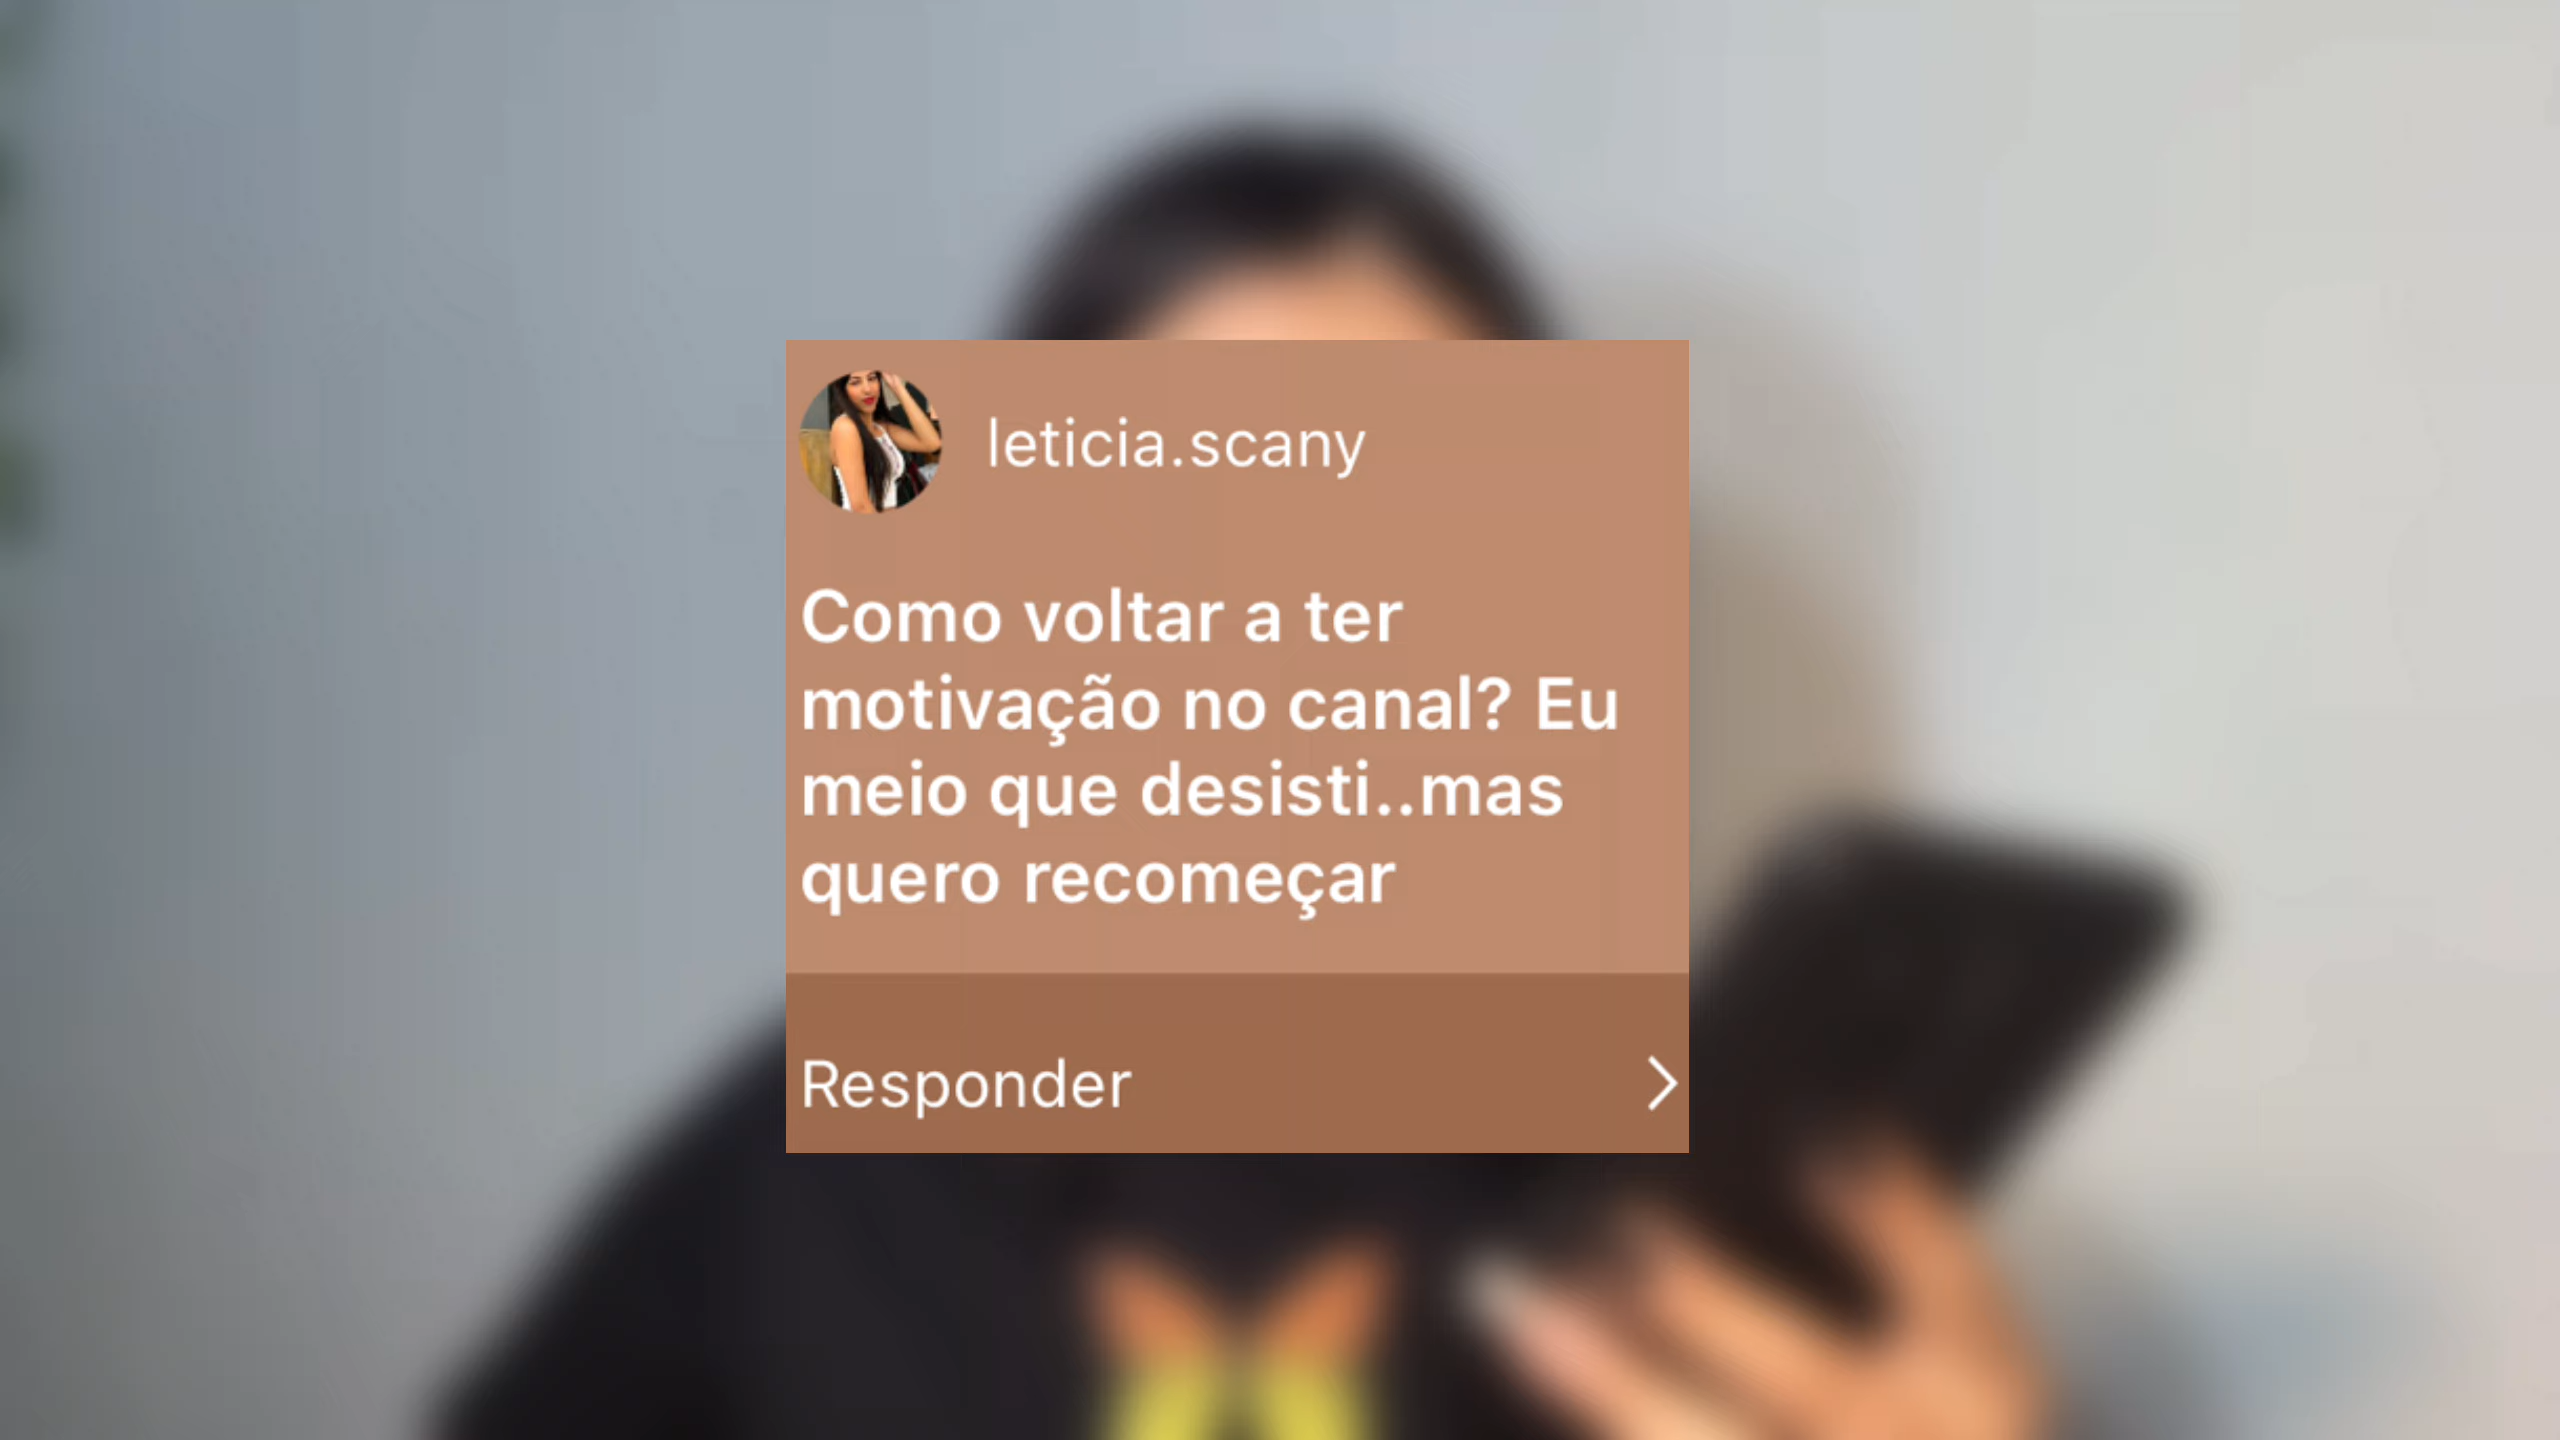 leticia.scany
Como voltar a ter
motivação no canal? Eu
meio que desisti..mas
quero recomeçar
Responder